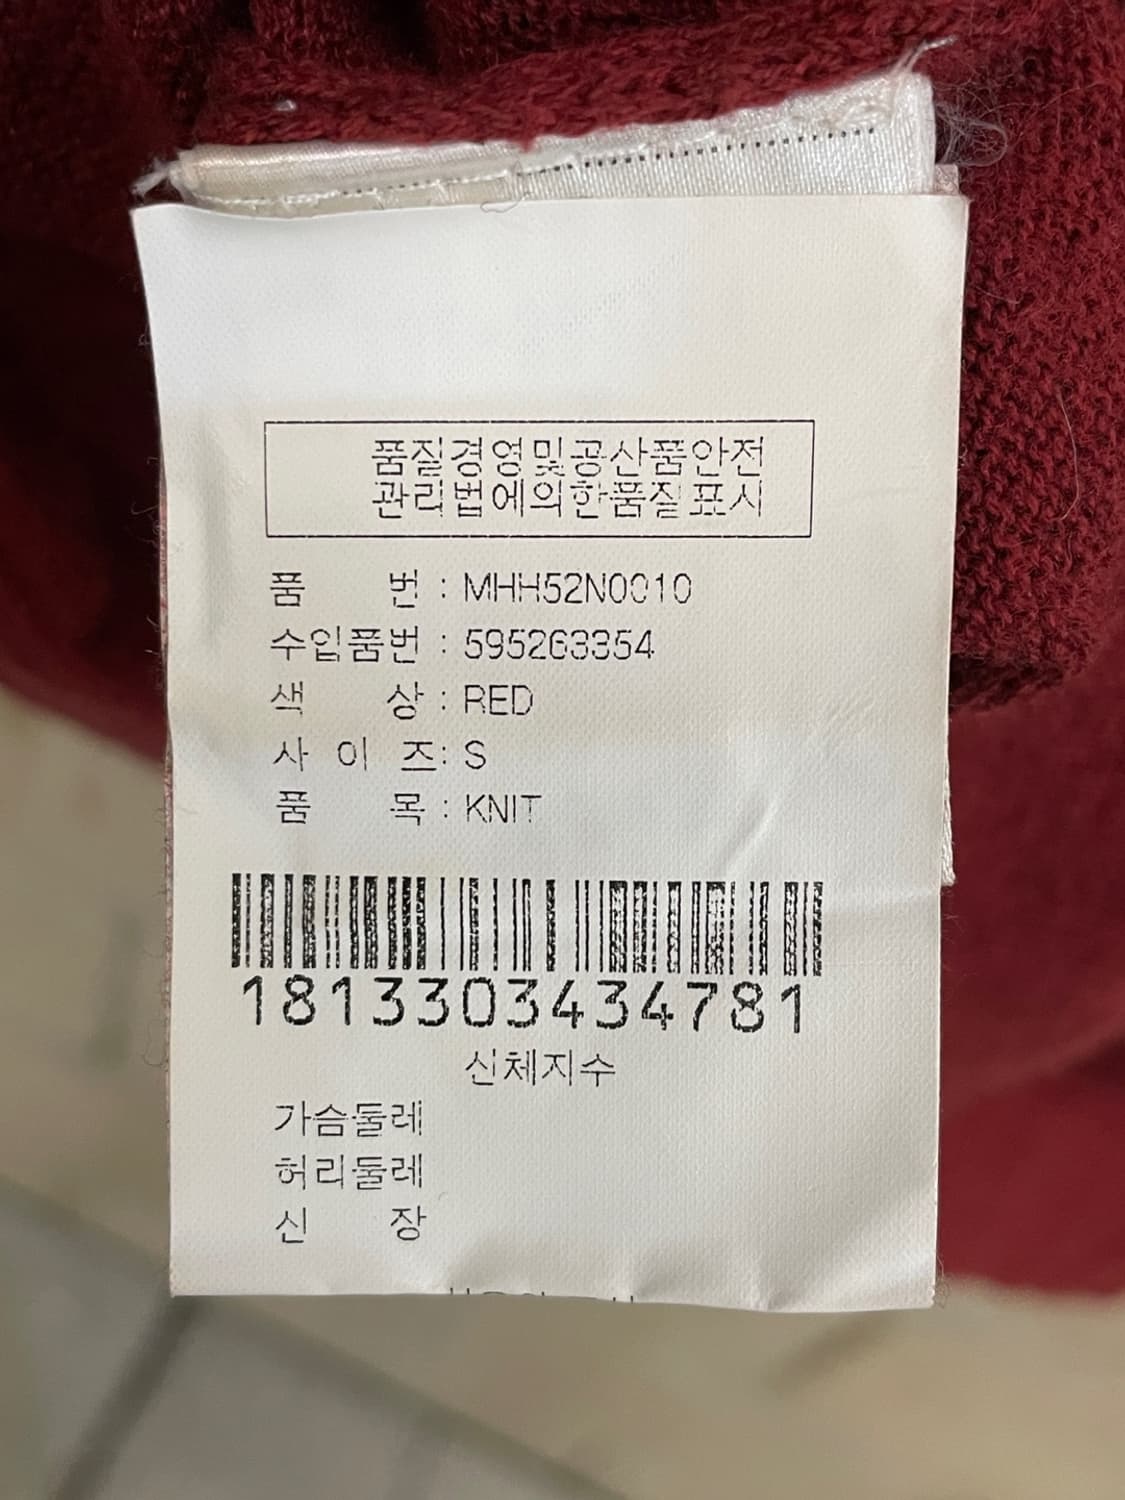 품질경영및공산품안전
관리법에의한품질표시
품 번 : MHH52N0010
수입품번 : 595263354
색 상 : RED
사 이 즈: S
품 목 : KNIT
1813303434781
신체지수
가슴둘레
허리둘레
신 장